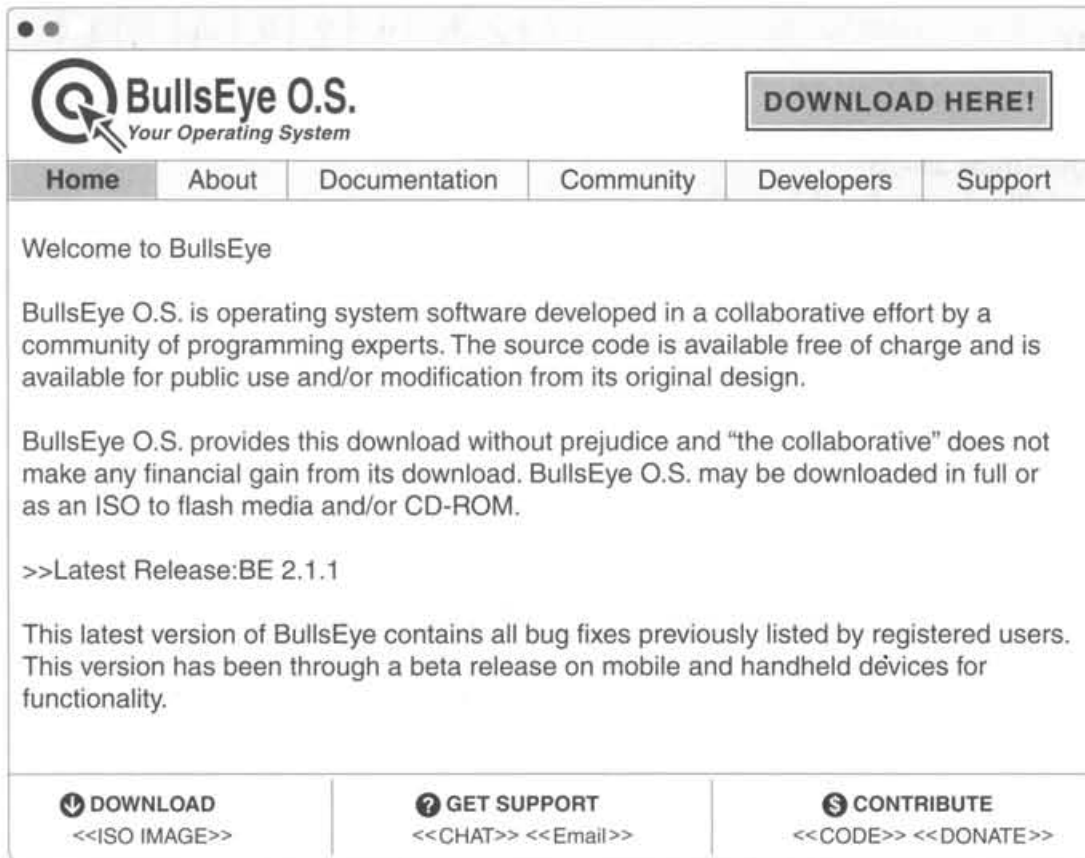 BullsEye O.S.
Your Operating System
DOWNLOAD HERE!
Home About Documentation Community Developers Support
Welcome to BullsEye
BullsEye O.S. is operating system software developed in a collaborative effort by a
community of programming experts. The source code is available free of charge and is
available for public use and/or modification from its original design.
BullsEye O.S. provides this download without prejudice and “the collaborative” does not
make any financial gain from its download. BullsEye O.S. may be downloaded in full or
as an ISO to flash media and/or CD-ROM.
>>Latest Release:BE 2.1.1
This latest version of BullsEye contains all bug fixes previously listed by registered users.
This version has been through a beta release on mobile and handheld devices for
functionality.
DOWNLOAD
<<ISO IMAGE>>
? GET SUPPORT
<<CHAT>> <<Email>>
$ CONTRIBUTE
<<CODE>> <<DONATE>>